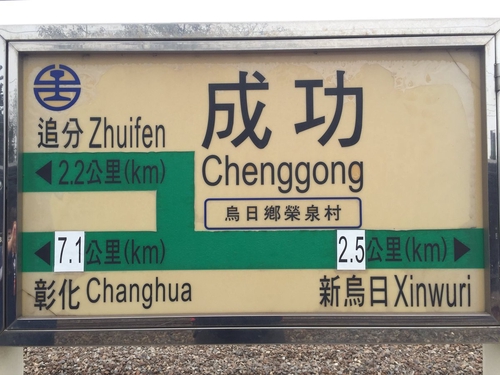 成功
Chenggong
烏日鄉榮泉村
追分 Zhuifen
2.2公里(km)
7.1公里(km)
彰化 Changhua
2.5公里(km)
新烏日 Xinwuri